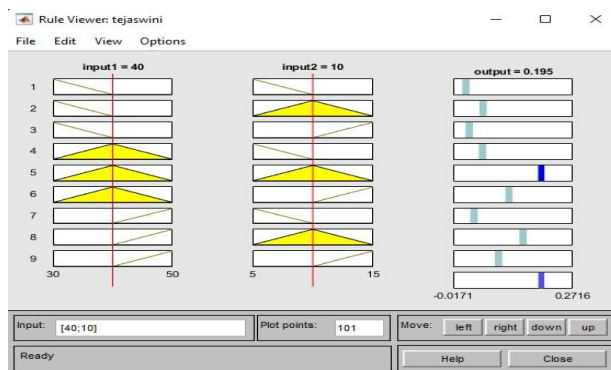 Rule Viewer: tejaswini
File Edit View Options
input1 = 40 input2 = 10 output = 0.195
1
2
3
4
5
6
7
8
9
30 50 5 15
-0.0171 0.2716
Input: [40;10] Plot points: 101 Move: left right down up
Ready Help Close